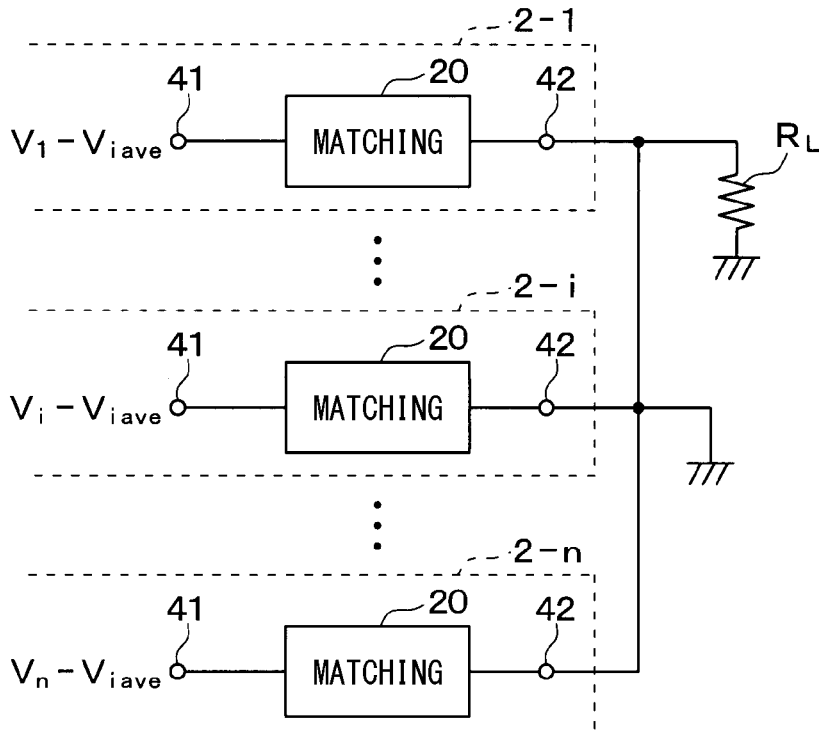 2-1
41
20
42
V₁-Viave
MATCHING
RL
2-i
41
20
42
Vi-Viave
MATCHING
2-n
41
20
42
Vn-Viave
MATCHING